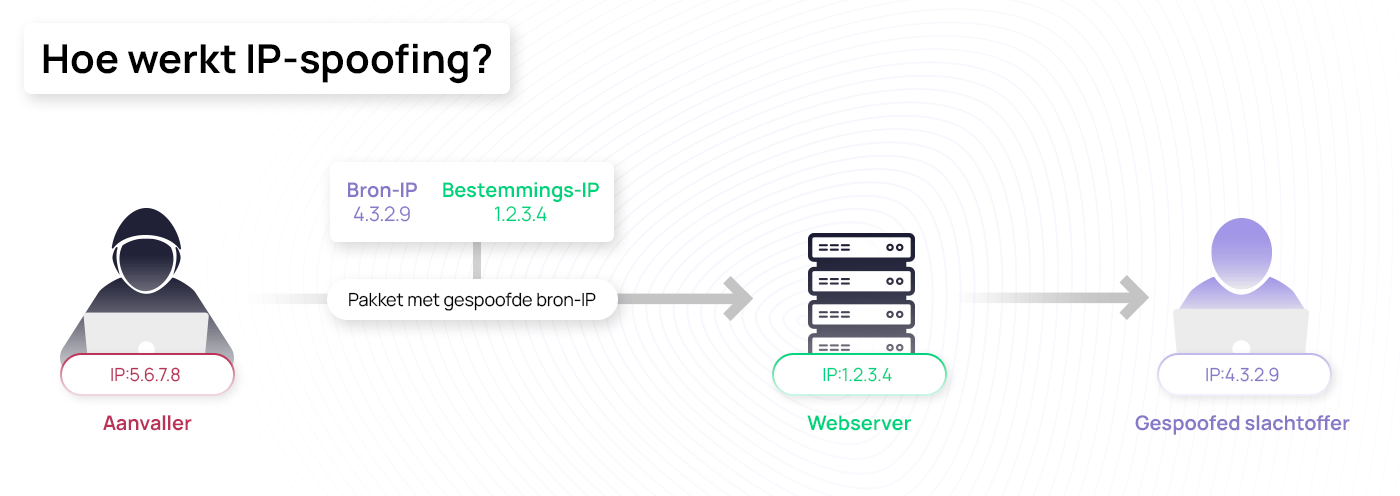 Hoe werkt IP-spoofing?
Bron-IP Bestemmings-IP
4.3.2.9 1.2.3.4
Pakket met gespoofde bron-IP
IP:5.6.7.8
IP:1.2.3.4
IP:4.3.2.9
Aanvaller
Webserver
Gespoofed slachtoffer